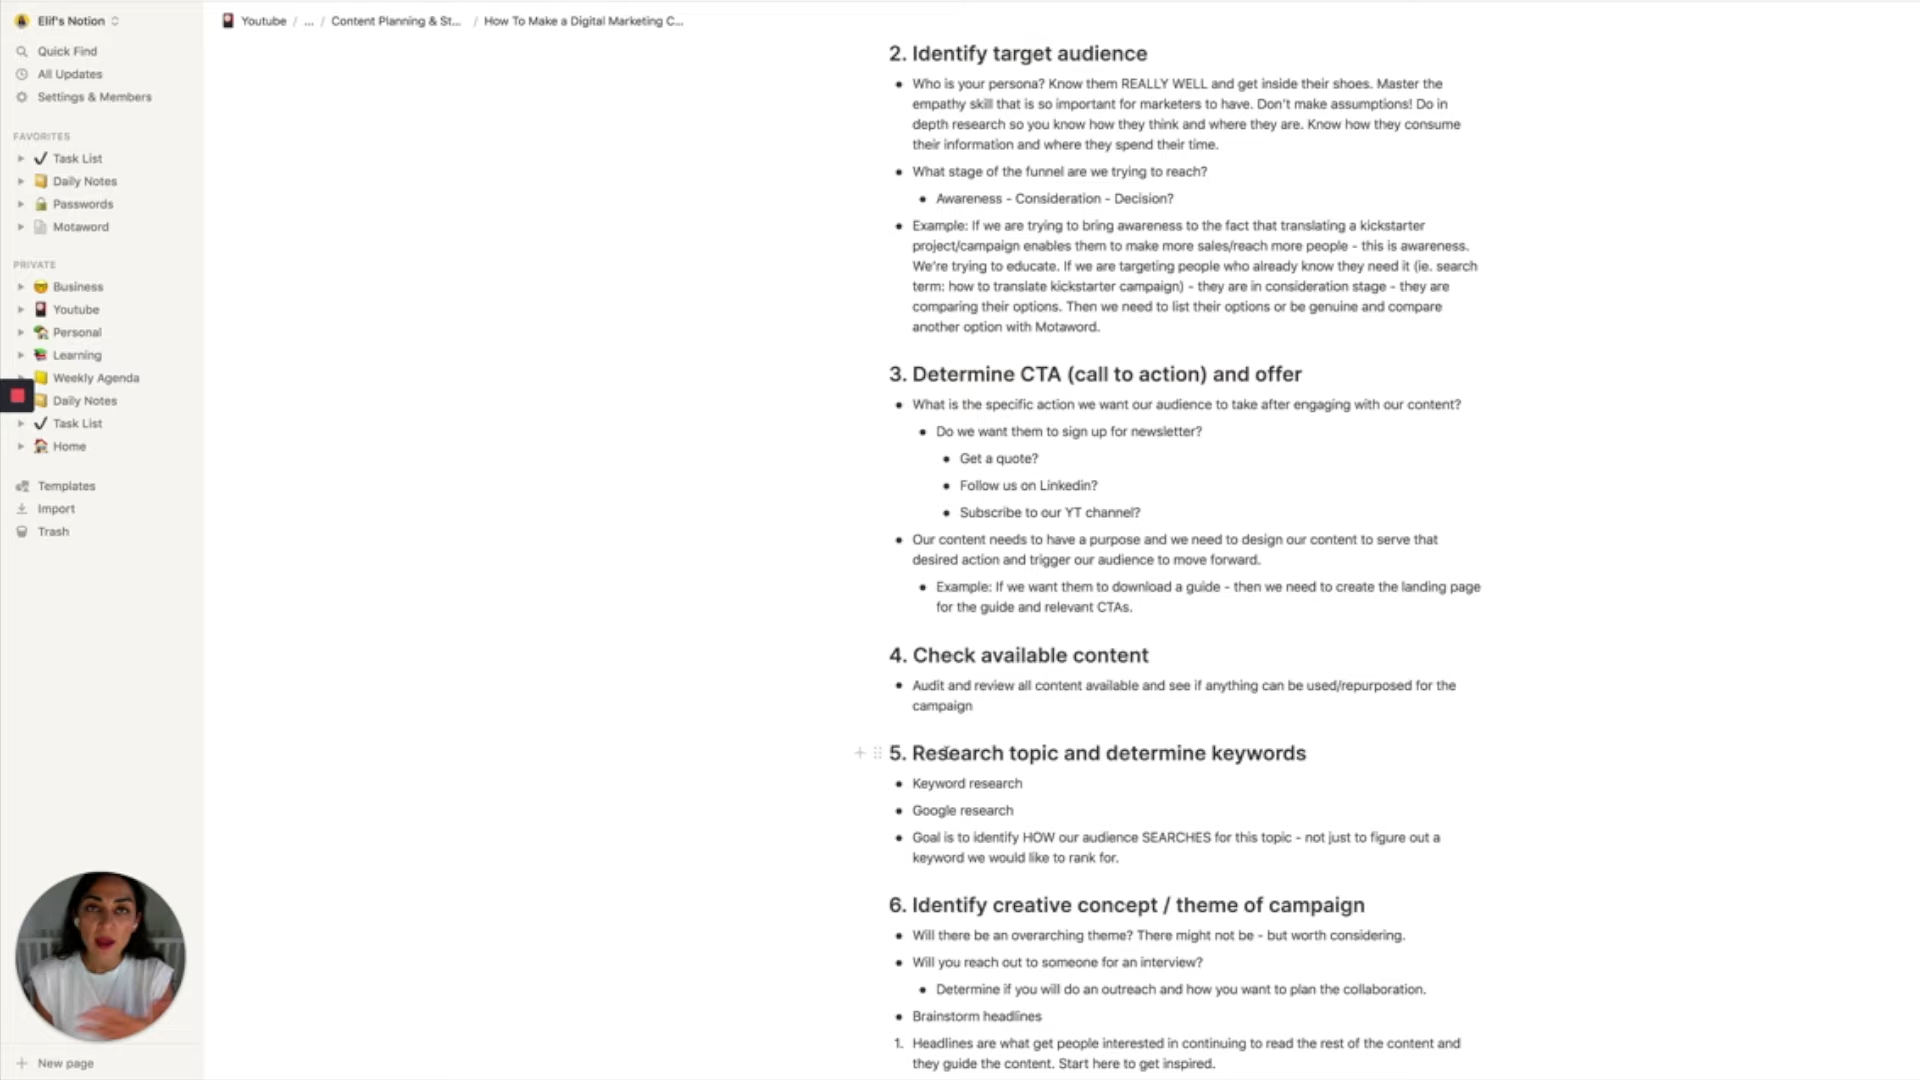 Elif's Notion
Quick Find
All Updates
Settings & Members
FAVORITES
Task List
Daily Notes
Passwords
Motaword
PRIVATE
Business
Youtube
Personal
Learning
Weekly Agenda
Daily Notes
Task List
Home
Templates
Import
Trash
New page
Youtube / ... / Content Planning & St... / How To Make a Digital Marketing C...
2. Identify target audience
• Who is your persona? Know them REALLY WELL and get inside their shoes. Master the
empathy skill that is so important for marketers to have. Don't make assumptions! Do in
depth research so you know how they think and where they are. Know how they consume
their information and where they spend their time.
• What stage of the funnel are we trying to reach?
• Awareness - Consideration - Decision?
• Example: If we are trying to bring awareness to the fact that translating a kickstarter
project/campaign enables them to make more sales/reach more people - this is awareness.
We're trying to educate. If we are targeting people who already know they need it (ie. search
term: how to translate kickstarter campaign) - they are in consideration stage - they are
comparing their options. Then we need to list their options or be genuine and compare
another option with Motaword.
3. Determine CTA (call to action) and offer
• What is the specific action we want our audience to take after engaging with our content?
• Do we want them to sign up for newsletter?
• Get a quote?
• Follow us on Linkedin?
• Subscribe to our YT channel?
• Our content needs to have a purpose and we need to design our content to serve that
desired action and trigger our audience to move forward.
• Example: If we want them to download a guide - then we need to create the landing page
for the guide and relevant CTAs.
4. Check available content
• Audit and review all content available and see if anything can be used/repurposed for the
campaign
5. Research topic and determine keywords
• Keyword research
• Google research
• Goal is to identify HOW our audience SEARCHES for this topic - not just to figure out a
keyword we would like to rank for.
6. Identify creative concept / theme of campaign
• Will there be an overarching theme? There might not be - but worth considering.
• Will you reach out to someone for an interview?
• Determine if you will do an outreach and how you want to plan the collaboration.
• Brainstorm headlines
1. Headlines are what get people interested in continuing to read the rest of the content and
they guide the content. Start here to get inspired.